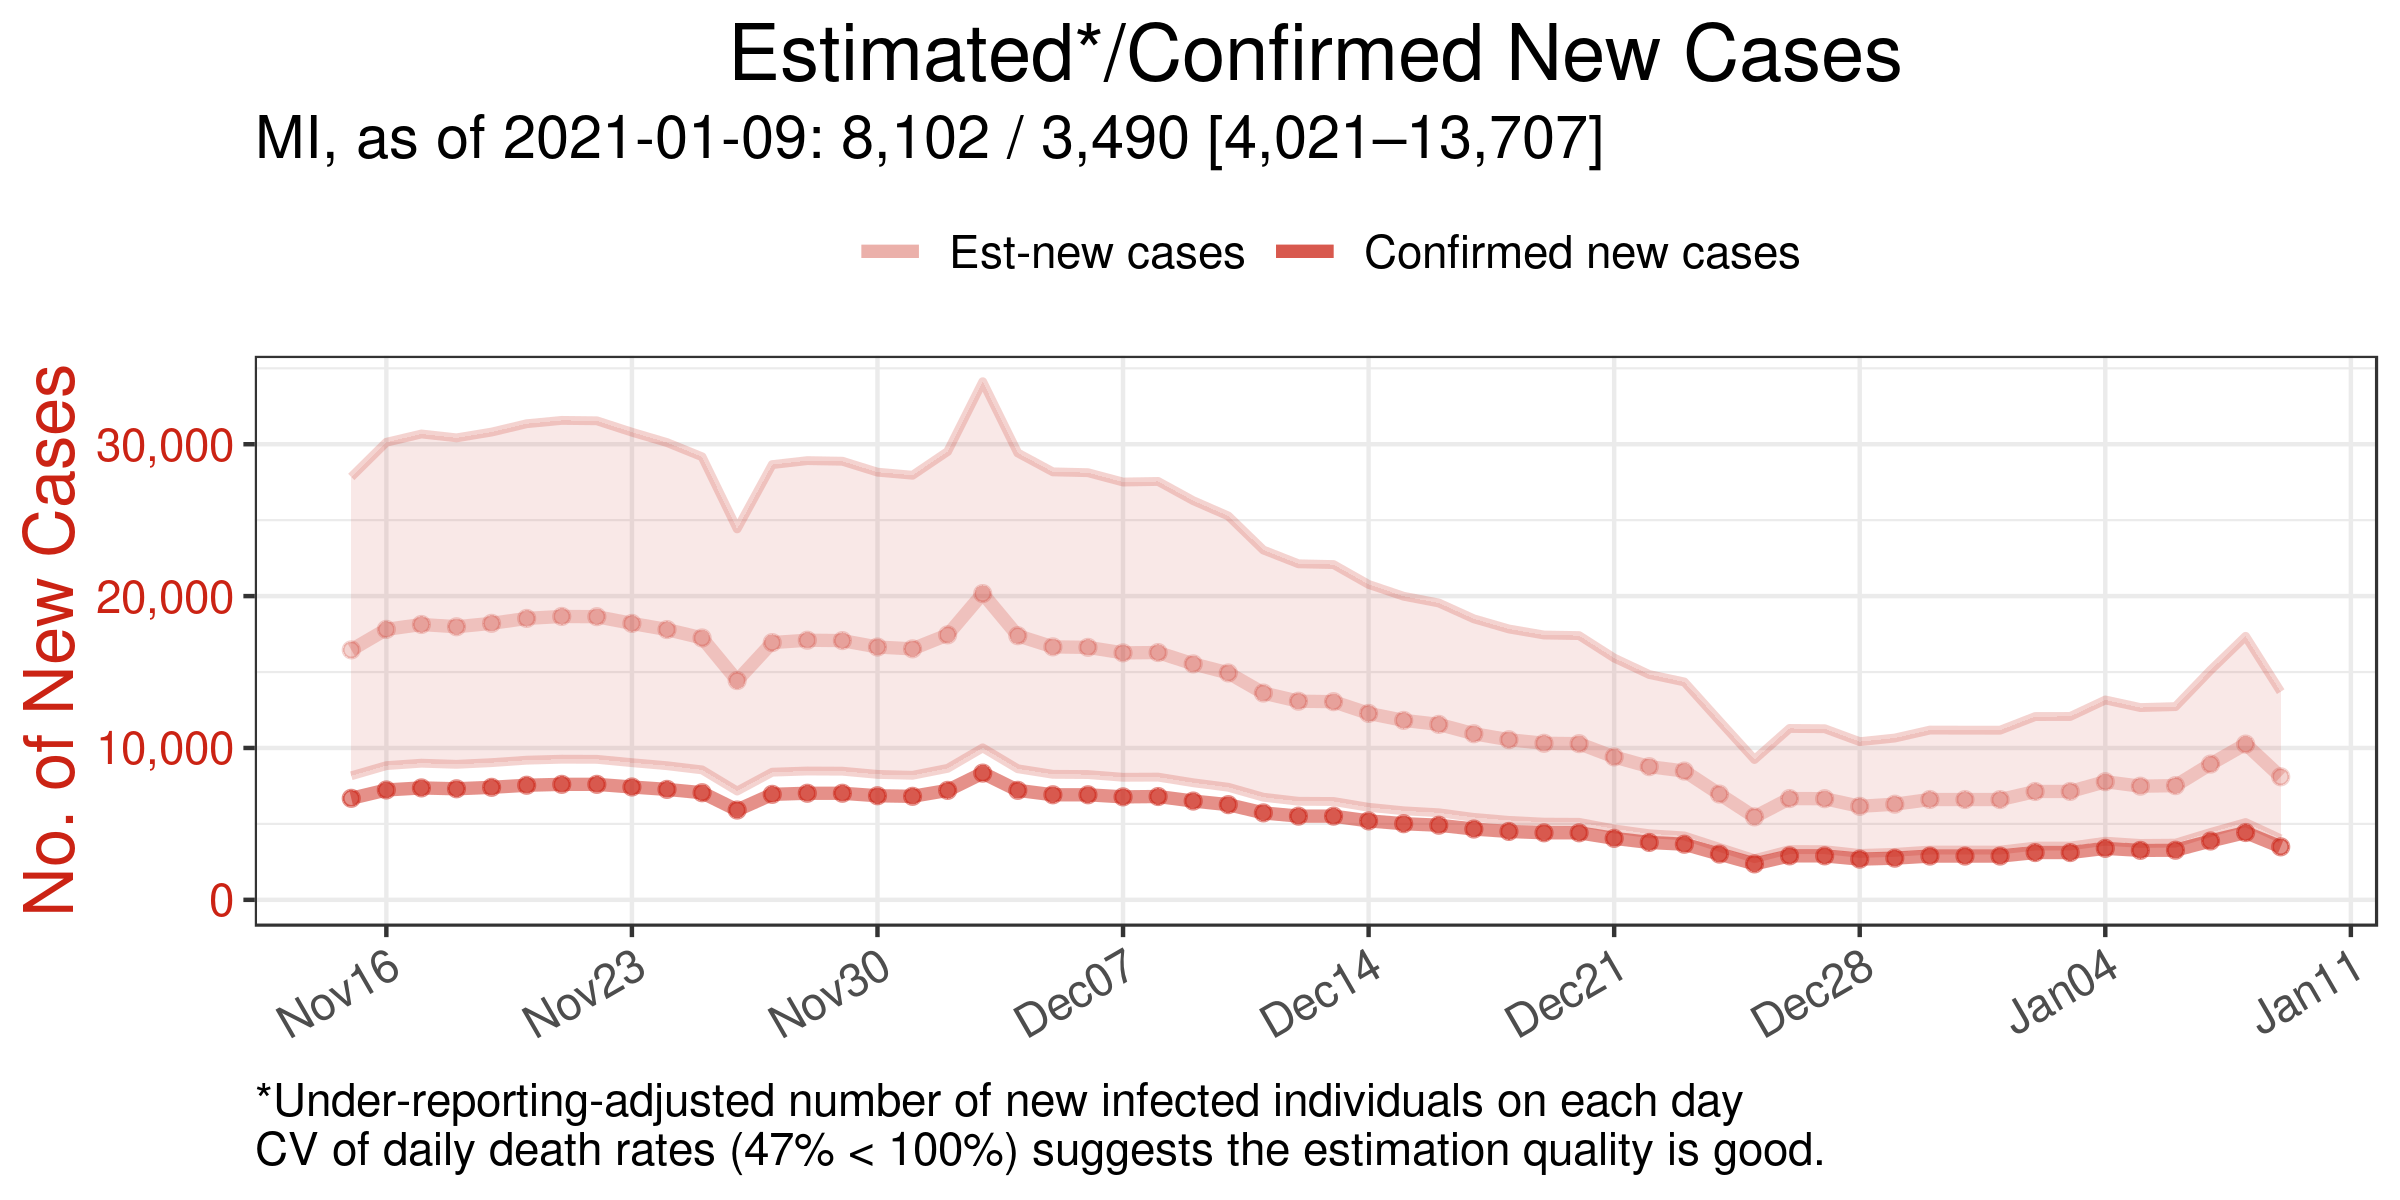 Estimated*/Confirmed New Cases
MI, as of 2021-01-09: 8,102 / 3,490 [4,021–13,707]
Est-new cases
Confirmed new cases
No. of New Cases
30,000
20,000
10,000
0
Nov16
Nov23
Nov30
Dec07
Dec14
Dec21
Dec28
Jan04
Jan11
*Under-reporting-adjusted number of new infected individuals on each day
CV of daily death rates (47% < 100%) suggests the estimation quality is good.